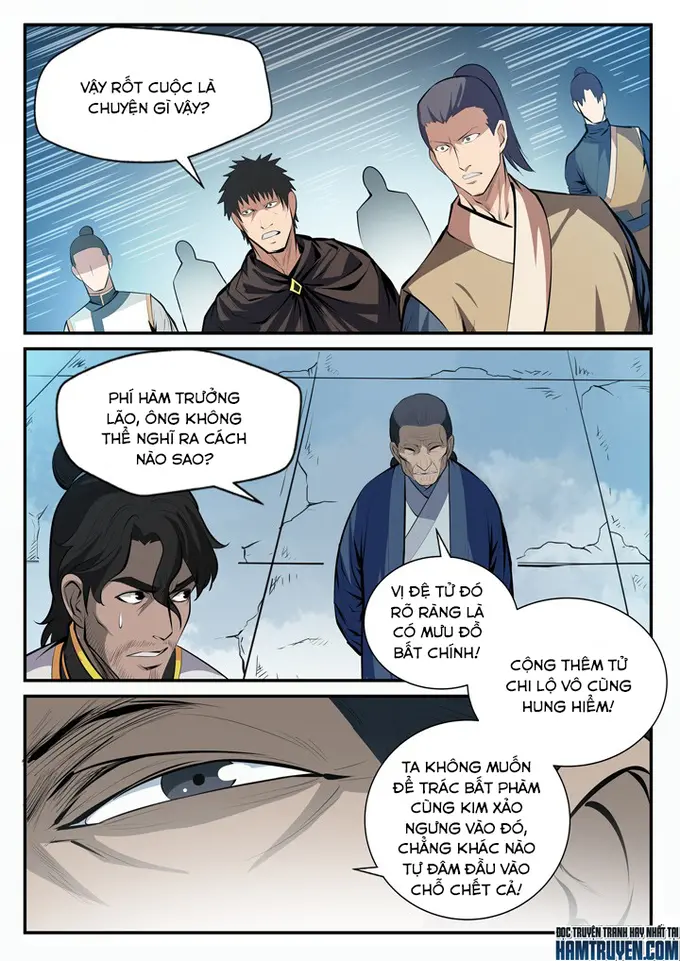 VẬY RỐT CUỘC LÀ
CHUYỆN GÌ VẬY?
PHÍ HÀM TRƯỞNG
LÃO, ÔNG KHÔNG
THỂ NGHĨ RA CÁCH
NÀO SAO?
VỊ ĐỆ TỬ ĐÓ
RÕ RÀNG LÀ
CÓ MƯU ĐỒ
BẤT CHÍNH!
CỘNG THÊM TỬ
CHI LỘ VÔ CÙNG
HUNG HIỂM!
TA KHÔNG MUỐN
ĐỂ TRÁC BẤT PHÀM
CÙNG KIM XẢO
NGƯNG VÀO ĐÓ,
CHẲNG KHÁC NÀO
TỰ ĐÂM ĐẦU VÀO
CHỖ CHẾT CẢ!
ĐỌC TRUYỆN TRANH HAY NHẤT TẠI
HAMTRUYEN.COM